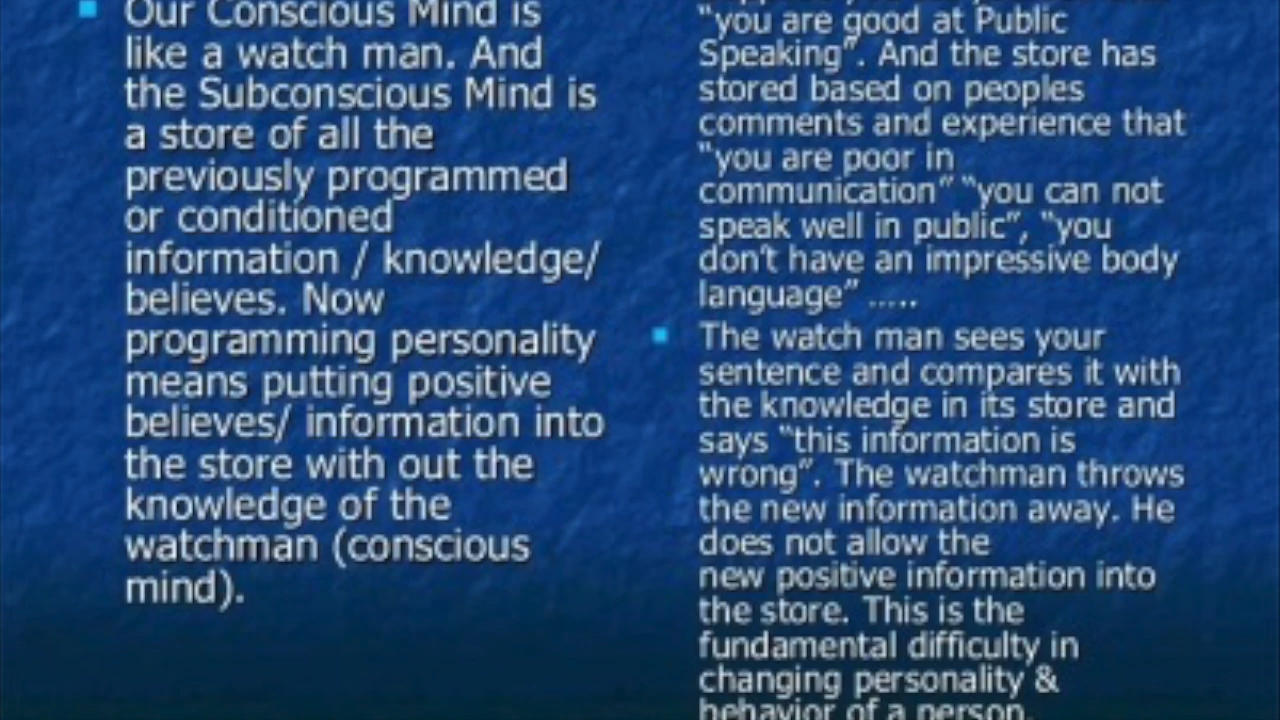 Our Conscious Mind is
like a watch man. And
the Subconscious Mind is
a store of all the
previously programmed
or conditioned
information / knowledge/
believes. Now
programming personality
means putting positive
believes/ information into
the store with out the
knowledge of the
watchman (conscious
mind).
“you are good at Public
Speaking”. And the store has
stored based on peoples
comments and experience that
“you are poor in
communication” “you can not
speak well in public”, “you
don’t have an impressive body
language” .....
The watch man sees your
sentence and compares it with
the knowledge in its store and
says “this information is
wrong”. The watchman throws
the new information away. He
does not allow the
new positive information into
the store. This is the
fundamental difficulty in
changing personality &
behavior of a person.